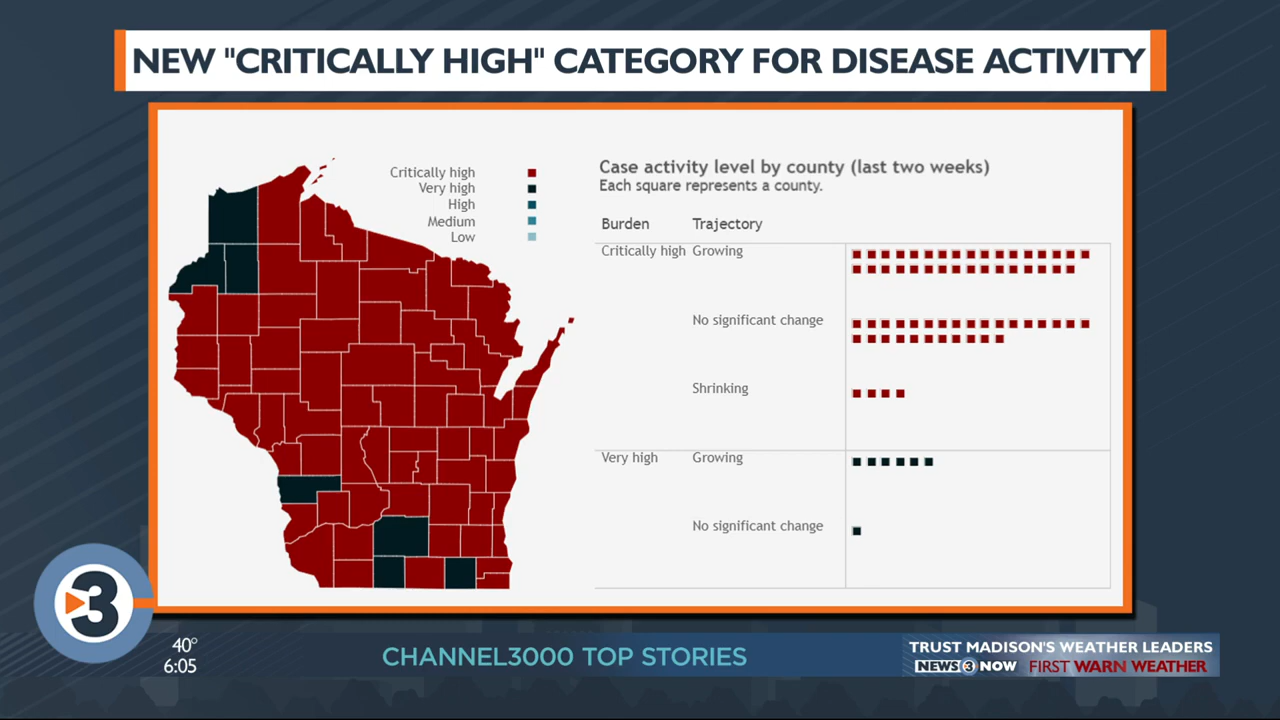 NEW "CRITICALLY HIGH" CATEGORY FOR DISEASE ACTIVITY
Critically high
Very high
High
Medium
Low
Case activity level by county (last two weeks)
Each square represents a county.
Burden Trajectory
Critically high Growing
No significant change
Shrinking
Very high Growing
No significant change
3
40°
6:05
CHANNEL3000 TOP STORIES
TRUST MADISON'S WEATHER LEADERS
NEWS 3 NOW FIRST WARN WEATHER